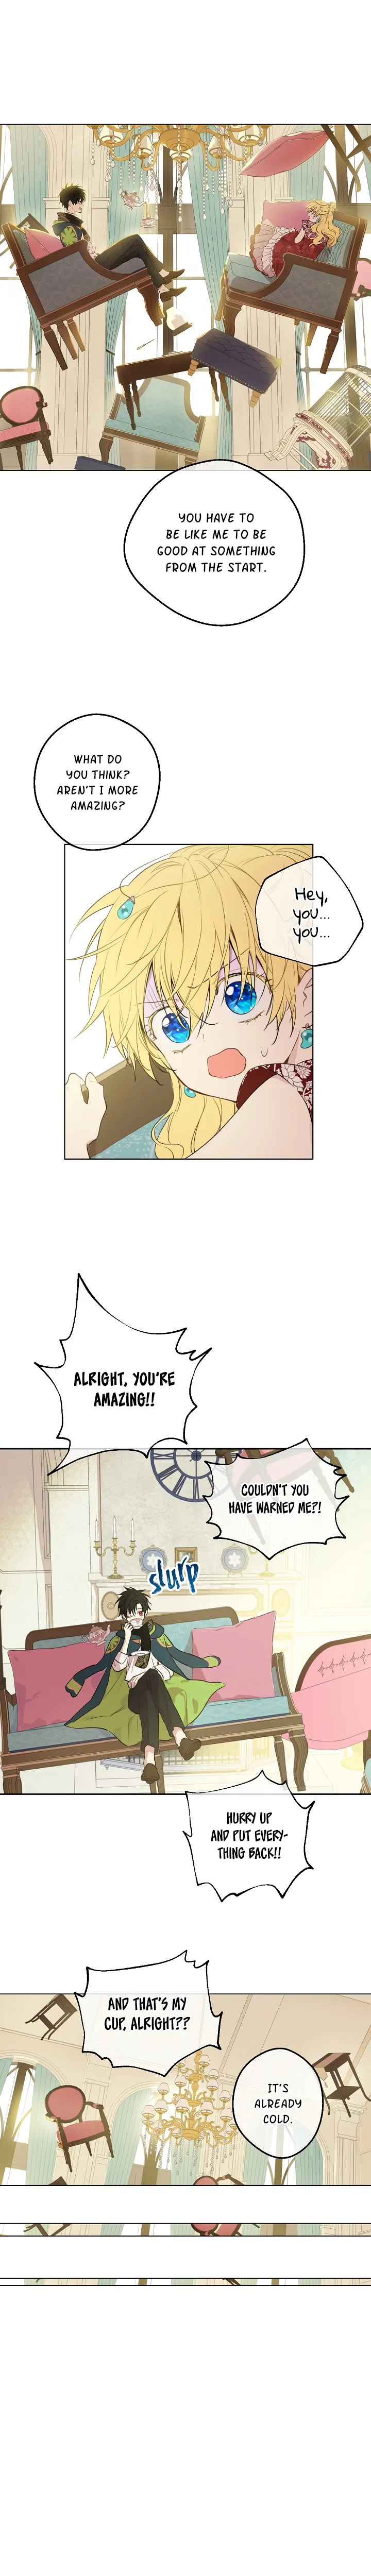 YOU HAVE TO
BE LIKE ME TO BE
GOOD AT SOMETHING
FROM THE START.
WHAT DO
YOU THINK?
AREN'T I MORE
AMAZING?
Hey,
you...
you...
ALRIGHT, YOU'RE
AMAZING!!
COULDN'T YOU
HAVE WARNED ME?!
slurp
HURRY UP
AND PUT EVERY-
THING BACK!!
AND THAT'S MY
CUP, ALRIGHT??
IT'S
ALREADY
COLD.